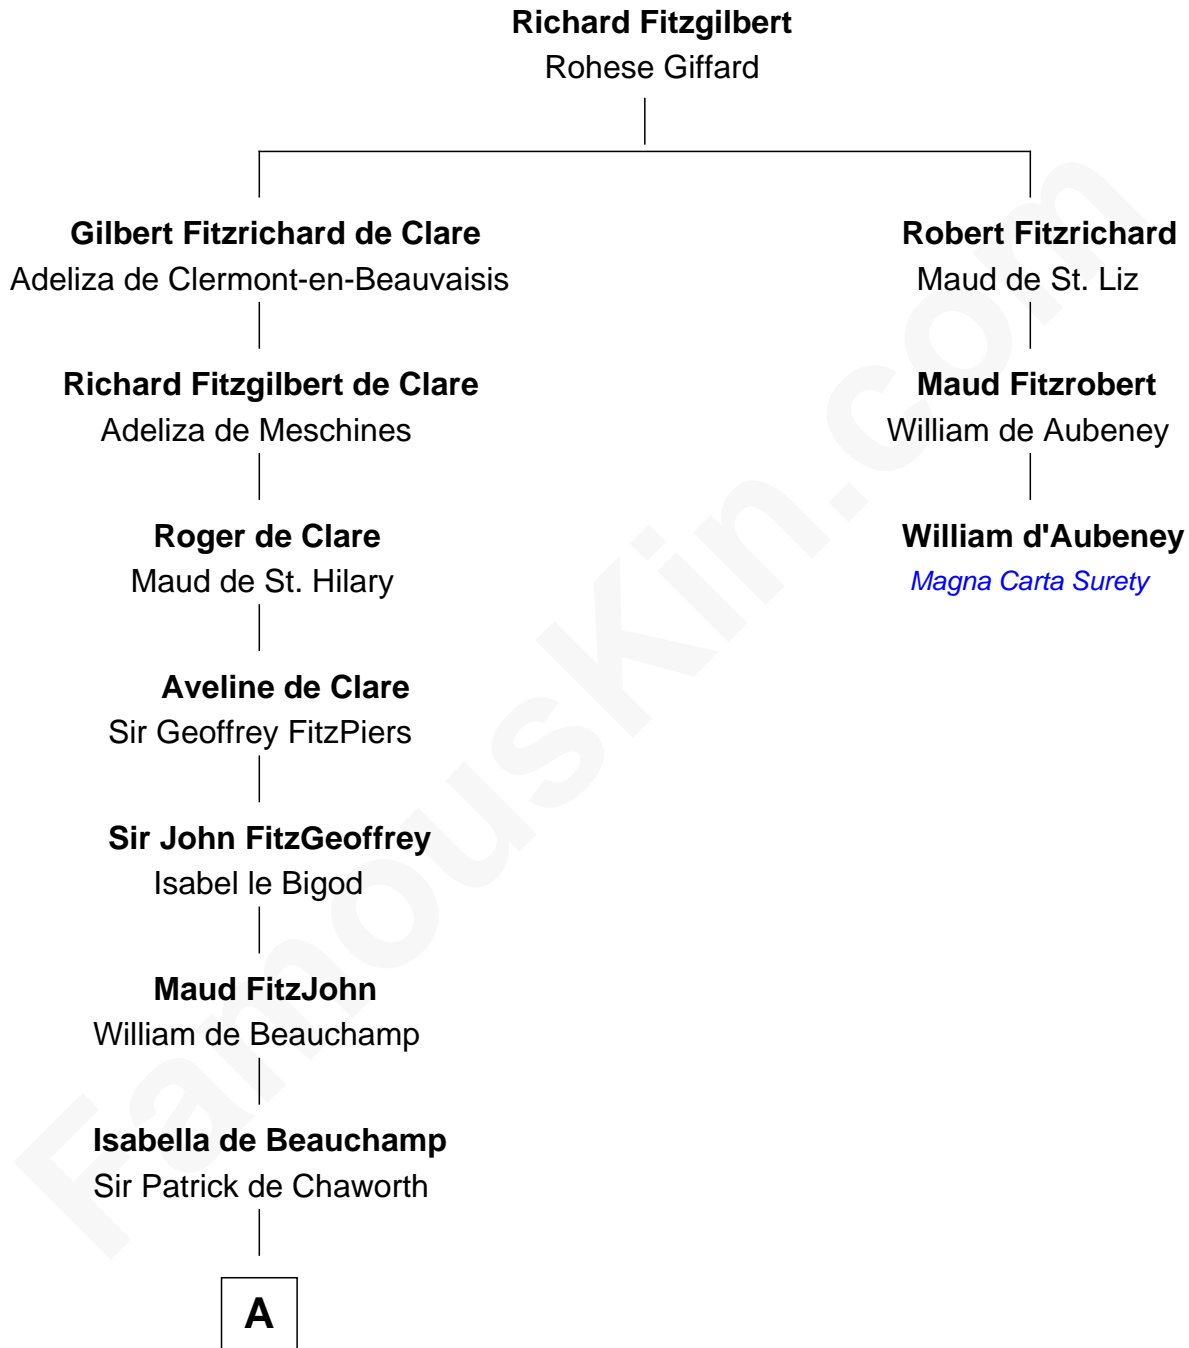 Richard Fitzgilbert
Rohese Giffard
Gilbert Fitzrichard de Clare
Adeliza de Clermont-en-Beauvaisis
Robert Fitzrichard
Maud de St. Liz
Richard Fitzgilbert de Clare
Adeliza de Meschines
Maud Fitzrobert
William de Aubeney
Roger de Clare
Maud de St. Hilary
William d'Aubeney
Magna Carta Surety
Aveline de Clare
Sir Geoffrey FitzPiers
Sir John FitzGeoffrey
Isabel le Bigod
Maud FitzJohn
William de Beauchamp
Isabella de Beauchamp
Sir Patrick de Chaworth
A
FamousKin.com